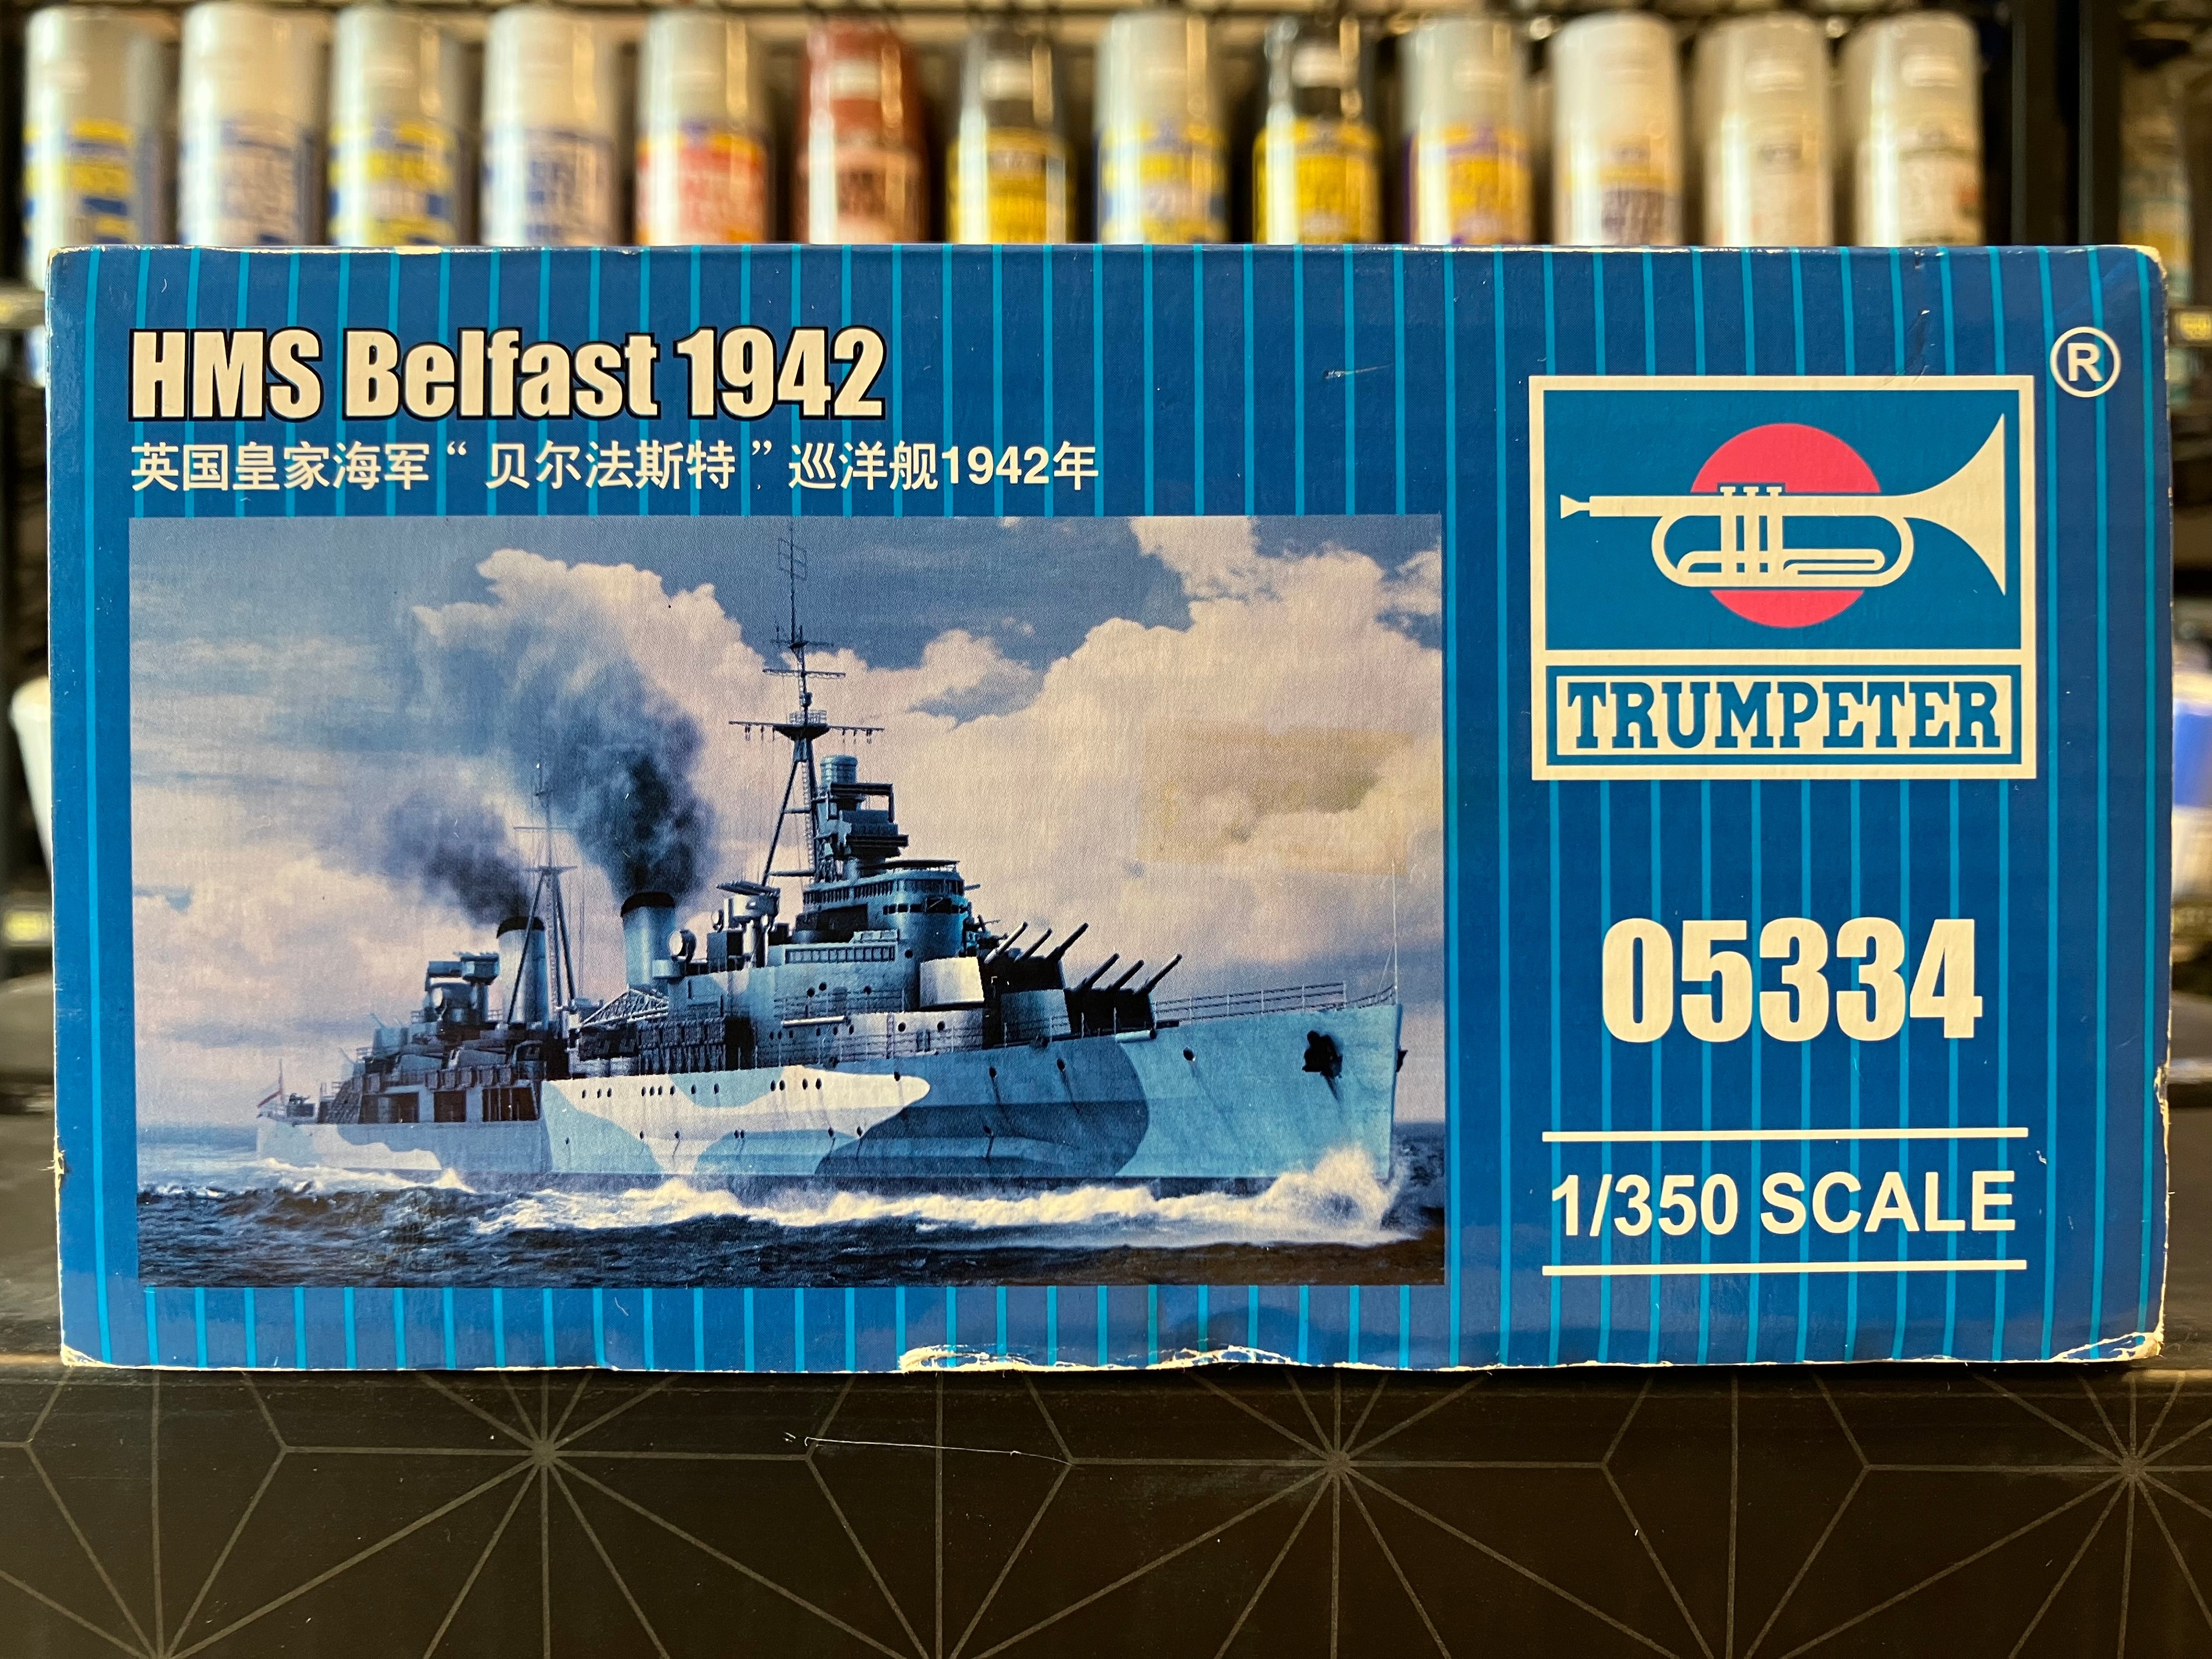 HMS Belfast 1942
英国皇家海军“贝尔法斯特”巡洋舰1942年
®
TRUMPETER
05334
1/350 SCALE